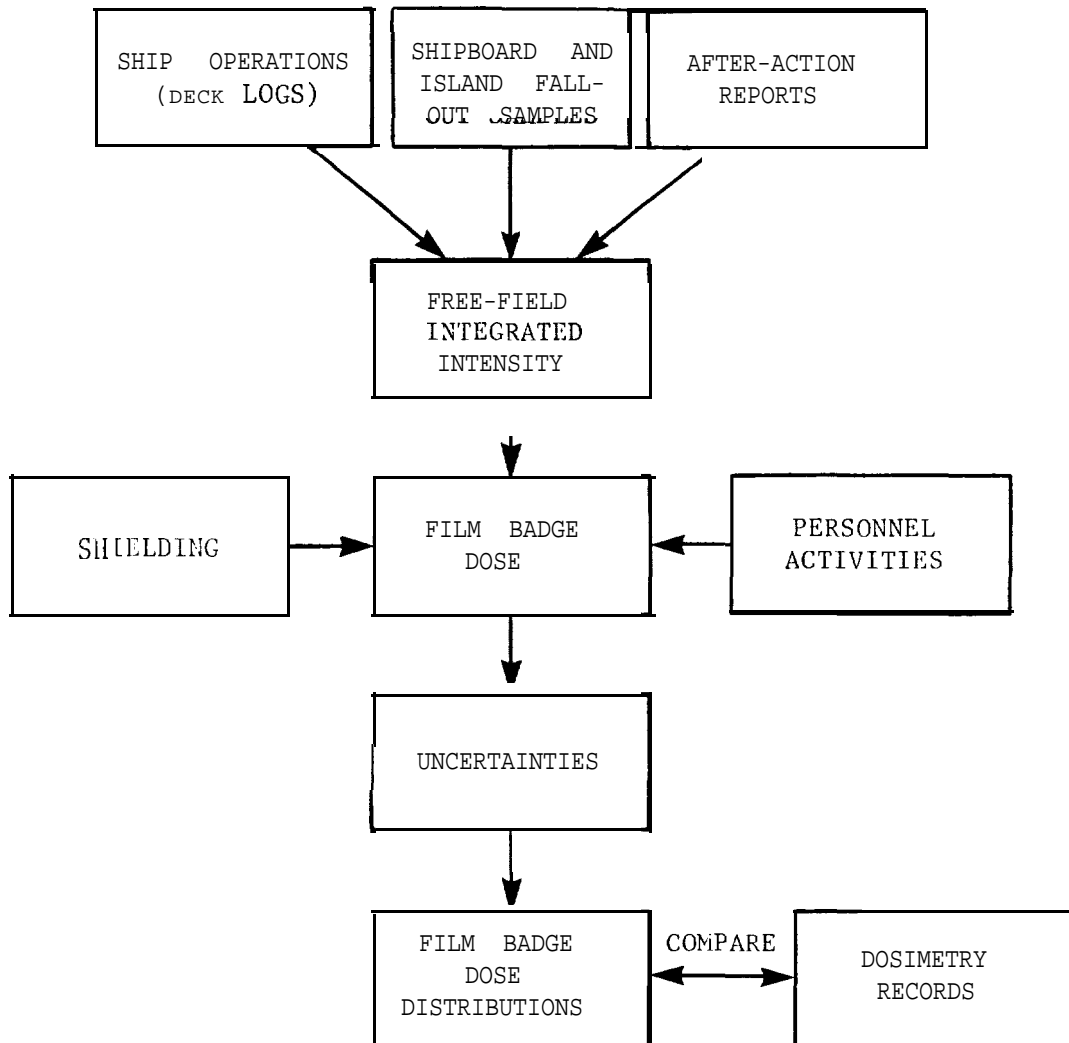 SHIP OPERATIONS
(DECK LOGS)
SHIPBOARD AND
ISLAND FALL-
OUT SAMPLES
AFTER-ACTION
REPORTS
FREE-FIELD
INTEGRATED
INTENSITY
SHIELDING
FILM BADGE
DOSE
PERSONNEL
ACTIVITIES
UNCERTAINTIES
FILM BADGE
DOSE
DISTRIBUTIONS
COMPARE
DOSIMETRY
RECORDS